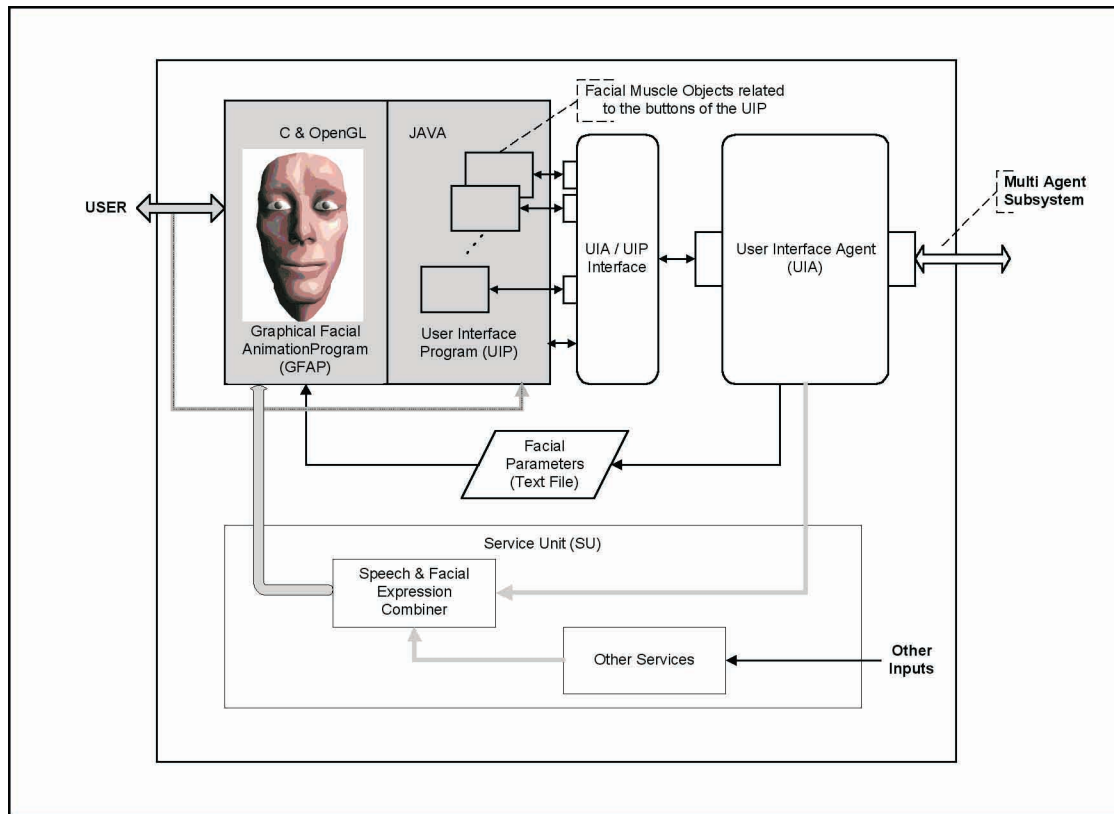 Facial Muscle Objects related
to the buttons of the UIP
C & OpenGL
JAVA
USER
Multi Agent
Subsystem
UIA / UIP
Interface
User Interface Agent
(UIA)
Graphical Facial
AnimationProgram
(GFAP)
User Interface
Program (UIP)
Facial
Parameters
(Text File)
Service Unit (SU)
Speech & Facial
Expression
Combiner
Other Services
Other
Inputs